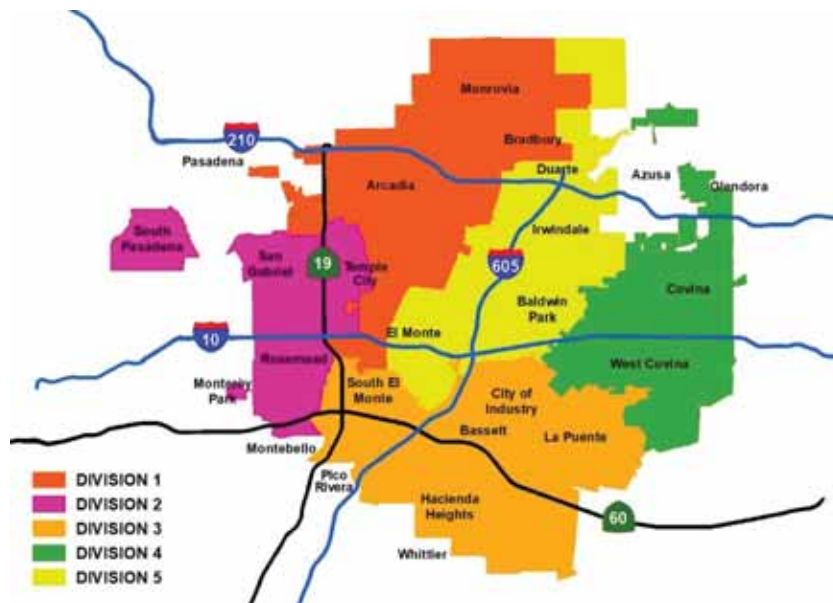 Monrovia
Bradbury
210
Pasadena
Duarte
Azusa
Glendora
Arcadia
South
Pasadena
Irwindale
San
Gabriel
19
Temple
City
605
Covina
Baldwin
Park
10
El Monte
Rosemead
West Covina
Monterey
Park
South El
Monte
City of
Industry
Bassett
La Puente
Montebello
Pico
Rivera
Hacienda
Heights
60
Whittier
DIVISION 1
DIVISION 2
DIVISION 3
DIVISION 4
DIVISION 5